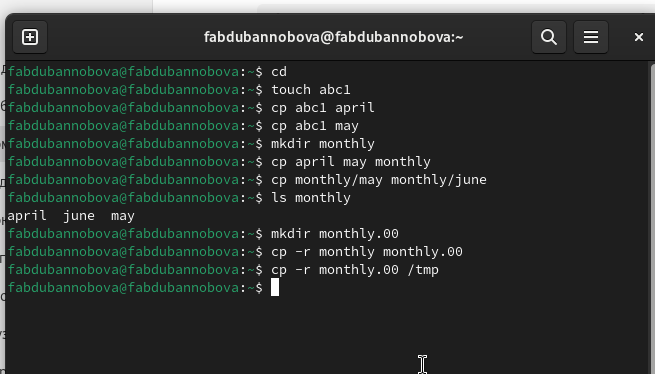 fabdubannobova@fabdubannobova:~
fabdubannobova@fabdubannobova:~$ cd
fabdubannobova@fabdubannobova:~$ touch abc1
fabdubannobova@fabdubannobova:~$ cp abc1 april
fabdubannobova@fabdubannobova:~$ cp abc1 may
fabdubannobova@fabdubannobova:~$ mkdir monthly
fabdubannobova@fabdubannobova:~$ cp april may monthly
fabdubannobova@fabdubannobova:~$ cp monthly/may monthly/june
fabdubannobova@fabdubannobova:~$ ls monthly
april  june  may
fabdubannobova@fabdubannobova:~$ mkdir monthly.00
fabdubannobova@fabdubannobova:~$ cp -r monthly monthly.00
fabdubannobova@fabdubannobova:~$ cp -r monthly.00 /tmp
fabdubannobova@fabdubannobova:~$